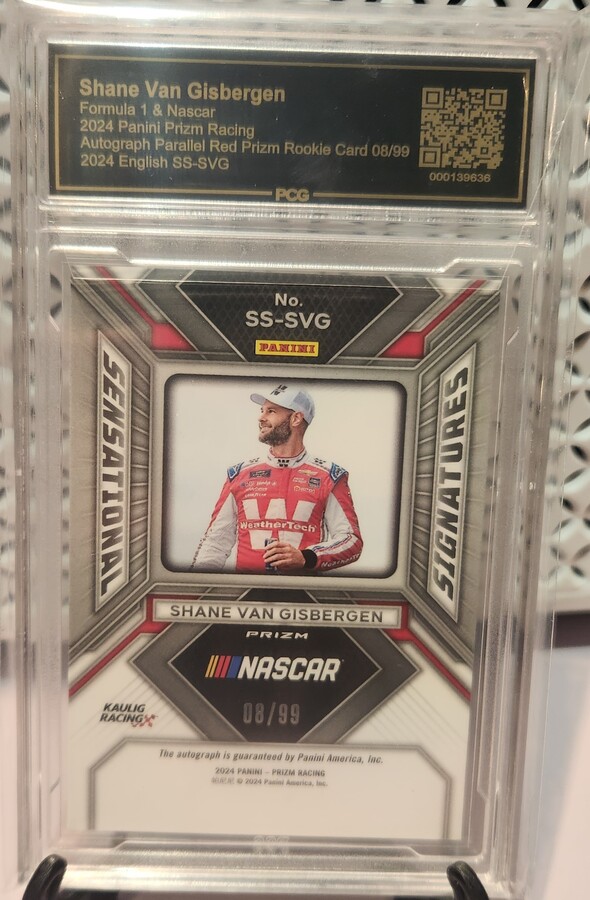 Shane Van Gisbergen
Formula 1 & Nascar
2024 Panini Prizm Racing
Autograph Parallel Red Prizm Rookie Card 08/99
2024 English SS-SVG
000139636
PCG
No.
SS-SVG
PANINI
SENSATIONAL
SIGNATURES
WeatherTech
SHANE VAN GISBERGEN
PRIZM
NASCAR
08/99
KAULIG
RACING
The autograph is guaranteed by Panini America, Inc.
2024 PANINI - PRIZM RACING
© 2024 Panini America, Inc.